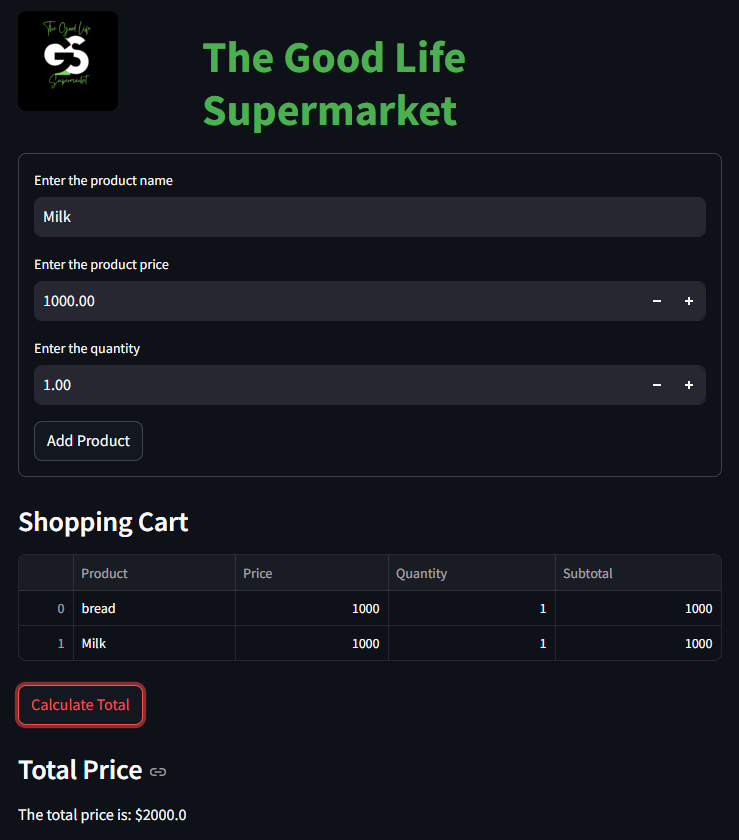 The Good Life
GS
Supermarket
The Good Life
Supermarket
Enter the product name
Milk
Enter the product price
1000.00
Enter the quantity
1.00
Add Product
Shopping Cart
Product Price Quantity Subtotal
0 bread 1000 1 1000
1 Milk 1000 1 1000
Calculate Total
Total Price
The total price is: $2000.0